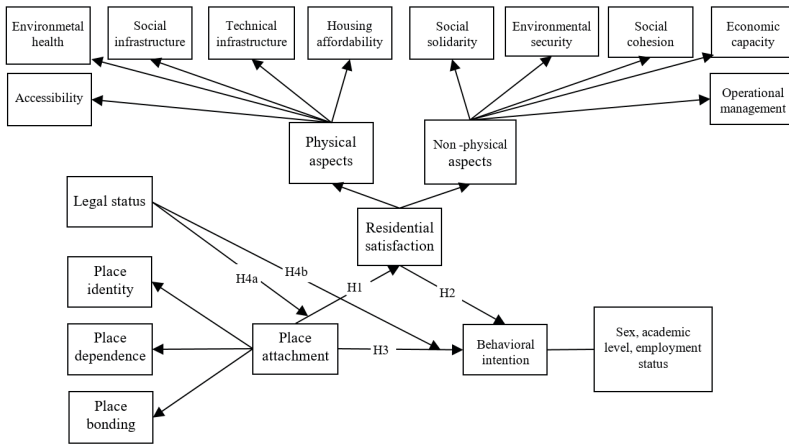 Environmetal
health
Social
infrastructure
Technical
infrastructure
Housing
affordability
Social
solidarity
Environmental
security
Social
cohesion
Economic
capacity
Accessibility
Operational
management
Physical
aspects
Non -physical
aspects
Legal status
Residential
satisfaction
H4a
H4b
H1
H2
Place
identity
Place
dependence
Place
attachment
H3
Behavioral
intention
Sex, academic
level, employment
status
Place
bonding